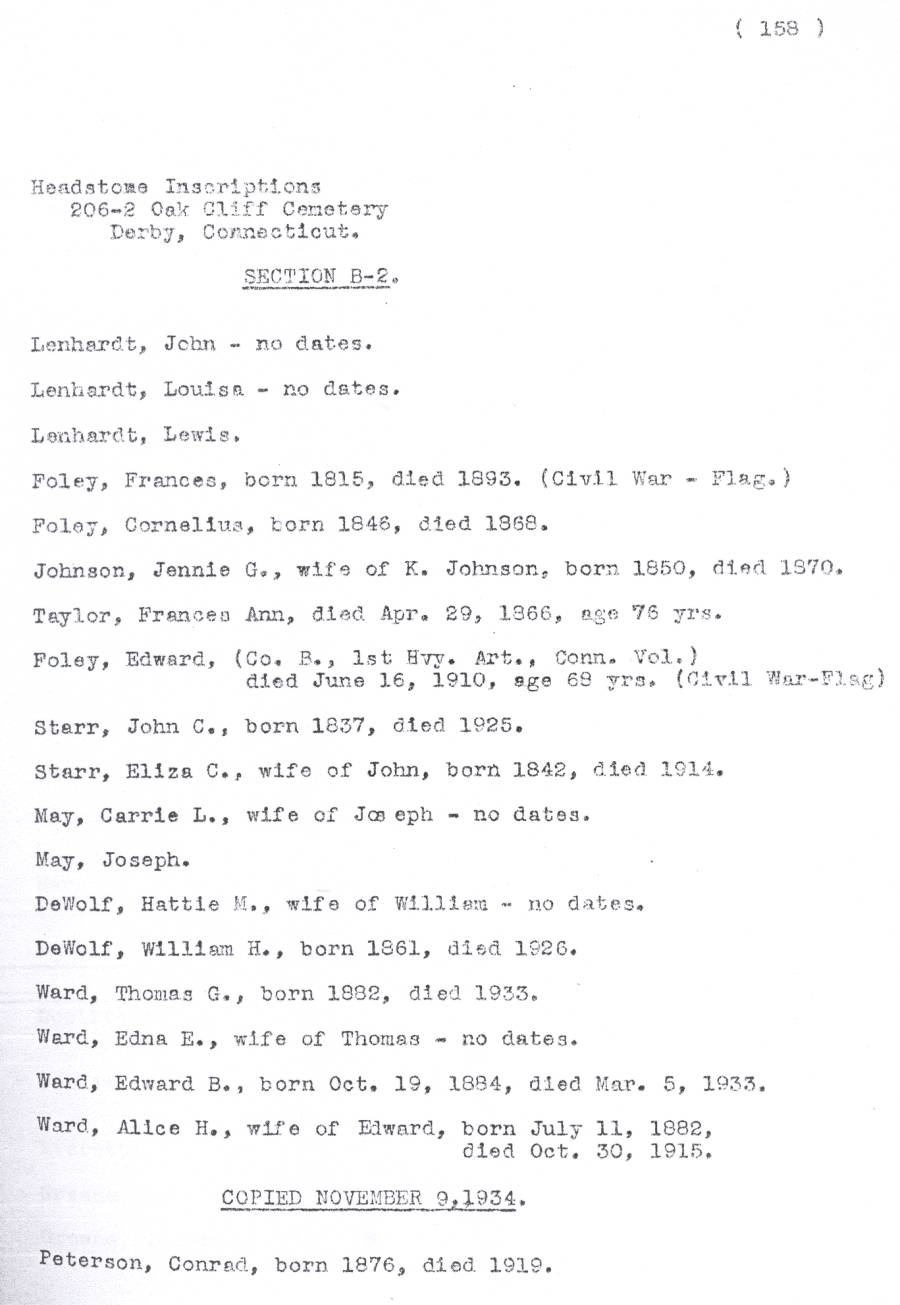 ( 158 )
Headstone Inscriptions
206-2 Oak Cliff Cemetery
Derby, Connecticut.
SECTION B-2.
Lenhardt, John - no dates.
Lenhardt, Louisa - no dates.
Lenhardt, Lewis.
Foley, Frances, born 1815, died 1893. (Civil War - Flag.)
Foley, Cornelius, born 1846, died 1868.
Johnson, Jennie G., wife of K. Johnson, born 1850, died 1870.
Taylor, Frances Ann, died Apr. 29, 1866, age 76 yrs.
Foley, Edward, (Co. B., 1st Hvy. Art., Conn. Vol.)
died June 16, 1910, age 69 yrs. (Civil War-Flag)
Starr, John C., born 1837, died 1925.
Starr, Eliza C., wife of John, born 1842, died 1914.
May, Carrie L., wife of Joseph - no dates.
May, Joseph.
DeWolf, Hattie M., wife of William - no dates.
DeWolf, William H., born 1861, died 1926.
Ward, Thomas G., born 1882, died 1933.
Ward, Edna E., wife of Thomas - no dates.
Ward, Edward B., born Oct. 19, 1884, died Mar. 5, 1933.
Ward, Alice H., wife of Edward, born July 11, 1882,
died Oct. 30, 1915.
COPIED NOVEMBER 9,1934.
Peterson, Conrad, born 1876, died 1919.